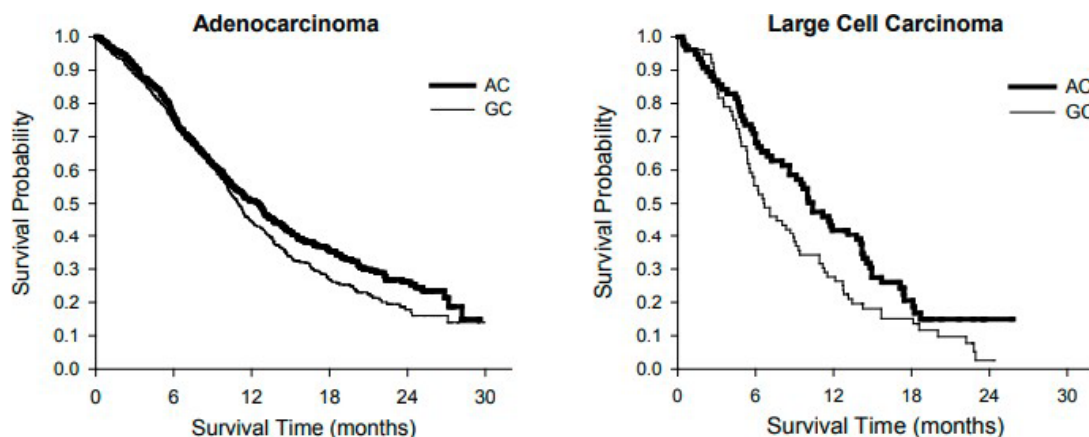 Adenocarcinoma
1.0
0.9
0.8
0.7
0.6
0.5
0.4
0.3
0.2
0.1
0.0
Survival Probability
AC
GC
0 6 12 18 24 30
Survival Time (months)
Large Cell Carcinoma
1.0
0.9
0.8
0.7
0.6
0.5
0.4
0.3
0.2
0.1
0.0
Survival Probability
AC
GC
0 6 12 18 24 30
Survival Time (months)